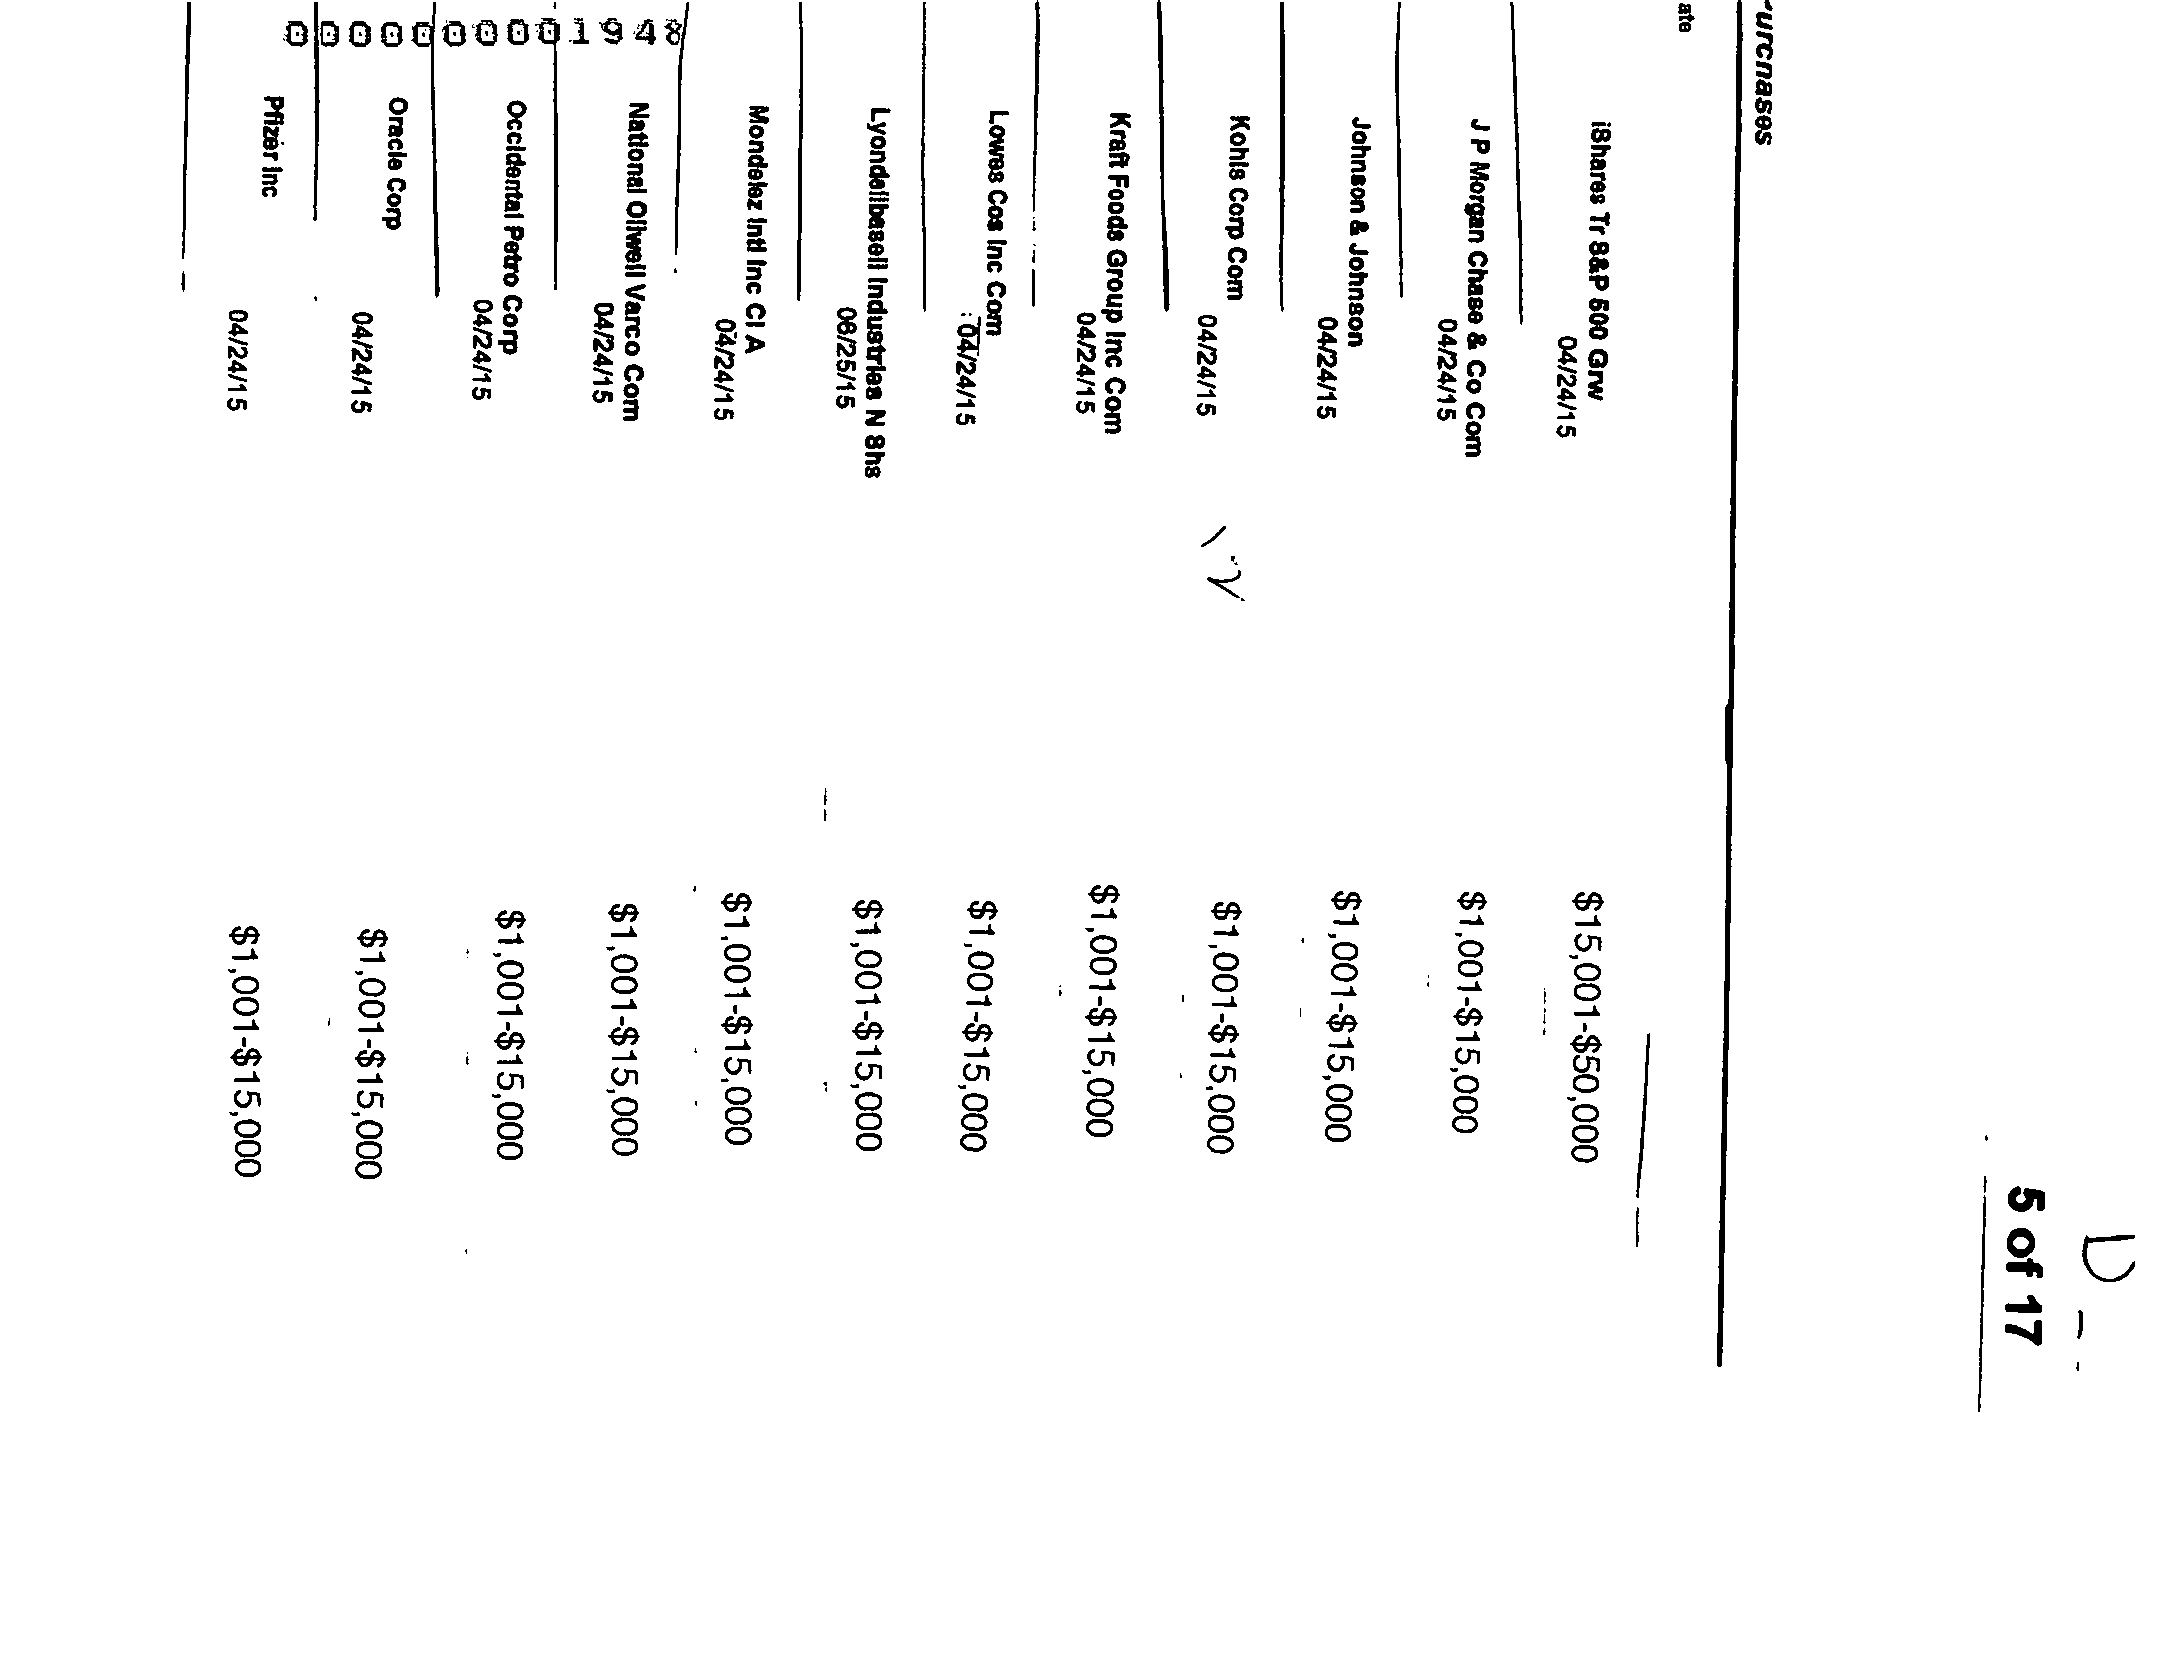 5 of 17
urchases
ate
iShares Tr S&P 500 Grw
04/24/15 $15,001-$50,000
J P Morgan Chase & Co Com
04/24/15 $1,001-$15,000
Johnson & Johnson
04/24/15 $1,001-$15,000
Kohls Corp Com
04/24/15 $1,001-$15,000
Kraft Foods Group Inc Com
04/24/15 $1,001-$15,000
Lowes Cos Inc Com
04/24/15 $1,001-$15,000
Lyondellbasell Industries N Shs
08/25/15 $1,001-$15,000
Mondelez Intl Inc Cl A
04/24/15 $1,001-$15,000
National Oilwell Varco Com
04/24/15 $1,001-$15,000
Occidental Petro Corp
04/24/15 $1,001-$15,000
Oracle Corp
04/24/15 $1,001-$15,000
Pfizer Inc
04/24/15 $1,001-$15,000
0000000001948